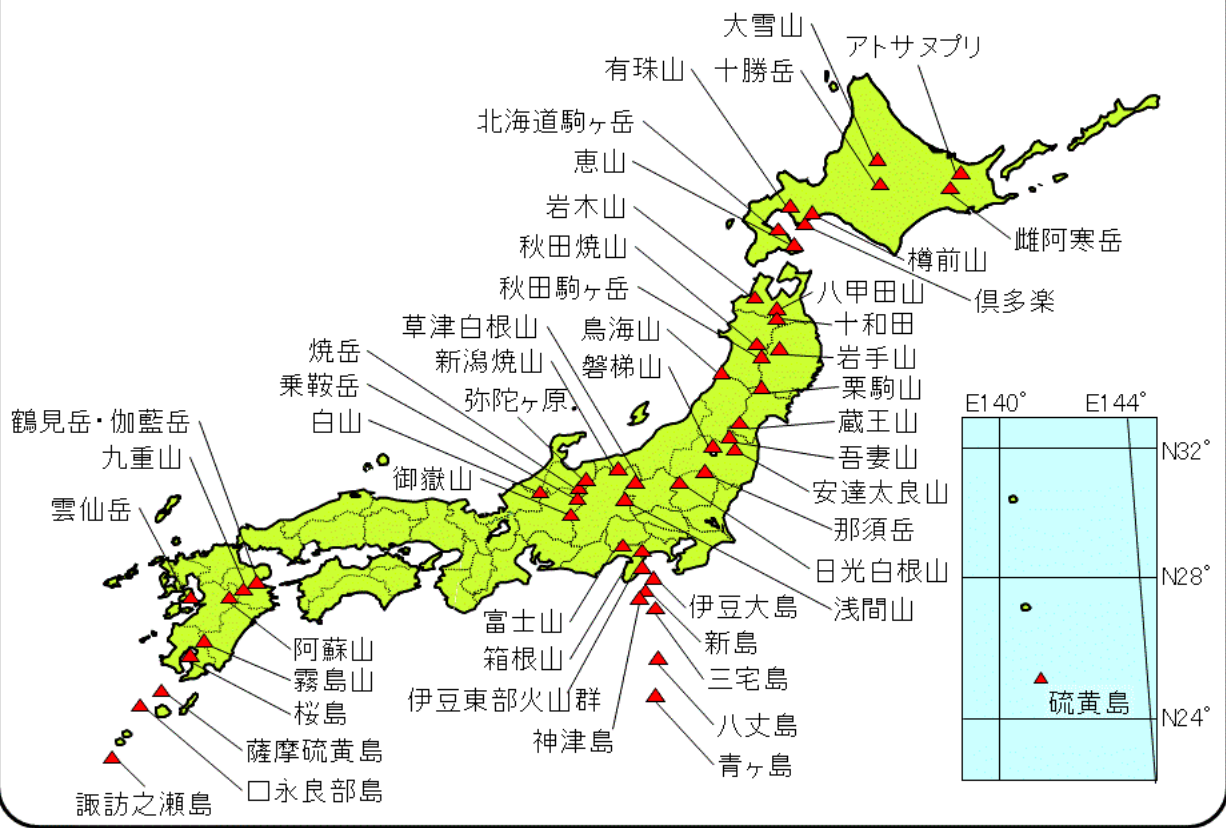 大雪山
アトサヌプリ
有珠山
十勝岳
北海道駒ヶ岳
恵山
岩木山
秋田焼山
秋田駒ヶ岳
草津白根山
鳥海山
新潟焼山
磐梯山
焼岳
乗鞍岳
弥陀ヶ原
白山
鶴見岳・伽藍岳
九重山
御嶽山
雲仙岳
雌阿寒岳
樽前山
倶多楽
八甲田山
十和田
岩手山
栗駒山
蔵王山
吾妻山
安達太良山
那須岳
日光白根山
浅間山
伊豆大島
新島
三宅島
八丈島
青ヶ島
富士山
箱根山
伊豆東部火山群
神津島
阿蘇山
霧島山
桜島
薩摩硫黄島
口永良部島
諏訪之瀬島
E140°
E144°
N32°
N28°
硫黄島
N24°